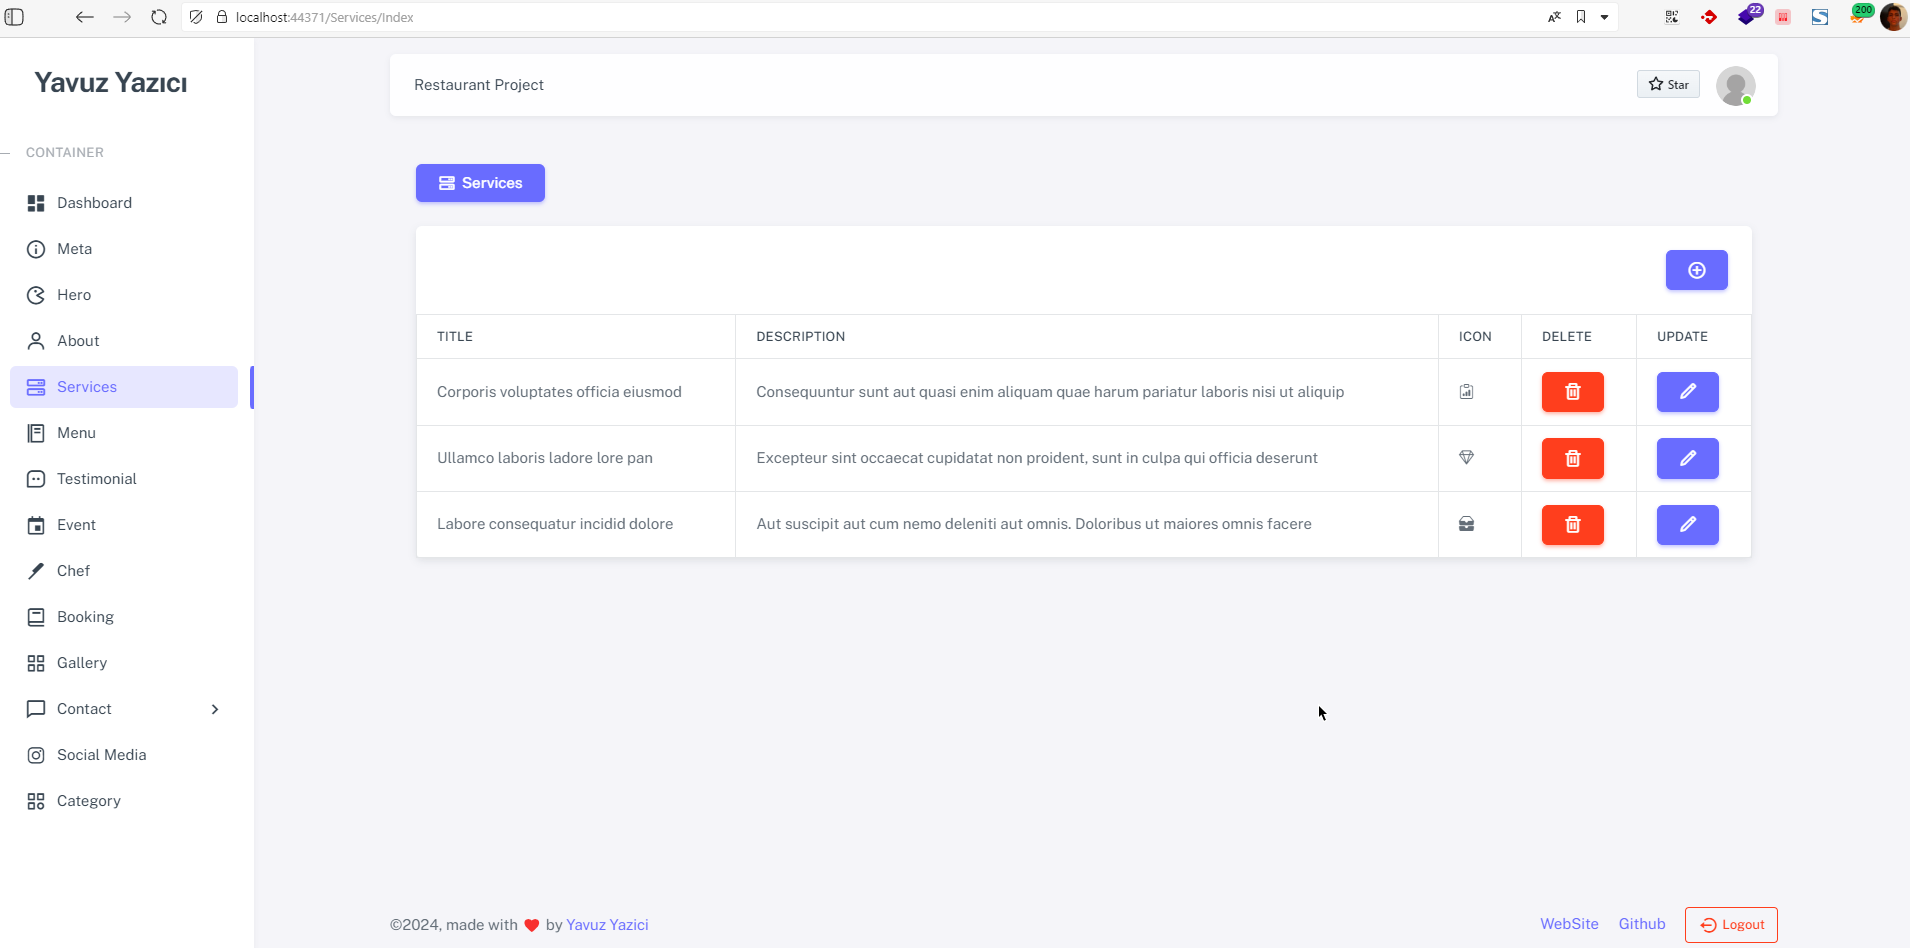 localhost:44371/Services/Index
22
200
Yavuz Yazıcı
Restaurant Project
Star
CONTAINER
Dashboard
Meta
Hero
About
Services
Menu
Testimonial
Event
Chef
Booking
Gallery
Contact
Social Media
Category
Services
TITLE DESCRIPTION ICON DELETE UPDATE
Corporis voluptates officia eiusmod Consequuntur sunt aut quasi enim aliquam quae harum pariatur laboris nisi ut aliquip
Ullamco laboris ladore lore pan Excepteur sint occaecat cupidatat non proident, sunt in culpa qui officia deserunt
Labore consequatur incidid dolore Aut suscipit aut cum nemo deleniti aut omnis. Doloribus ut maiores omnis facere
©2024, made with ❤️ by Yavuz Yazici
WebSite Github Logout